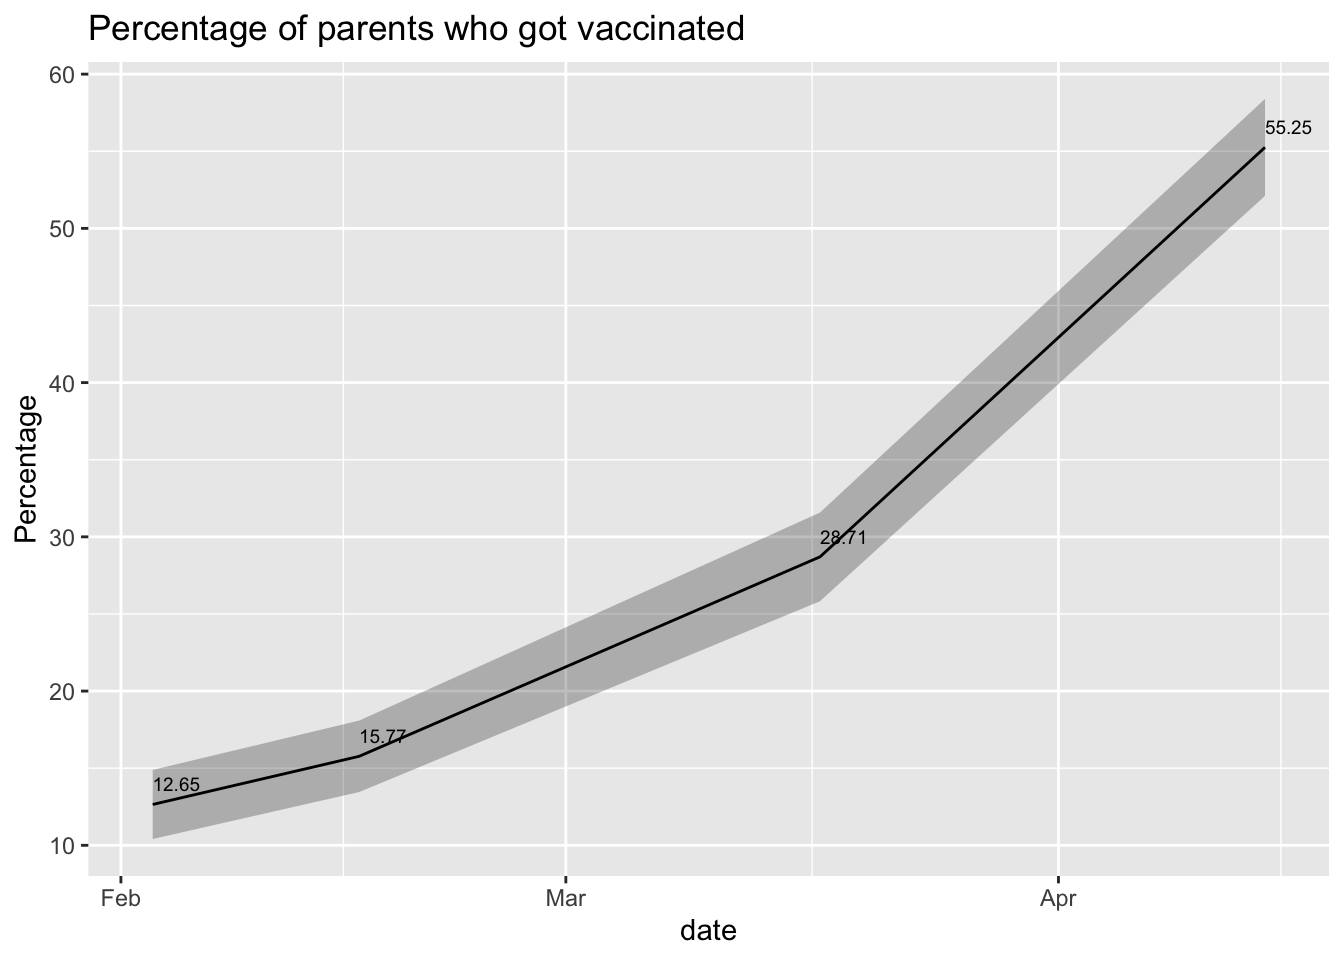 Percentage of parents who got vaccinated
60
50
40
30
20
10
Percentage
55.25
28.71
15.77
12.65
Feb
Mar
Apr
date